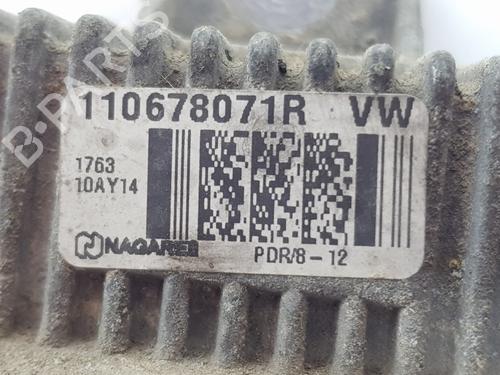 B-PARTS
110678071R VW
1763
10AY14
NAGARES
PDR/8-12